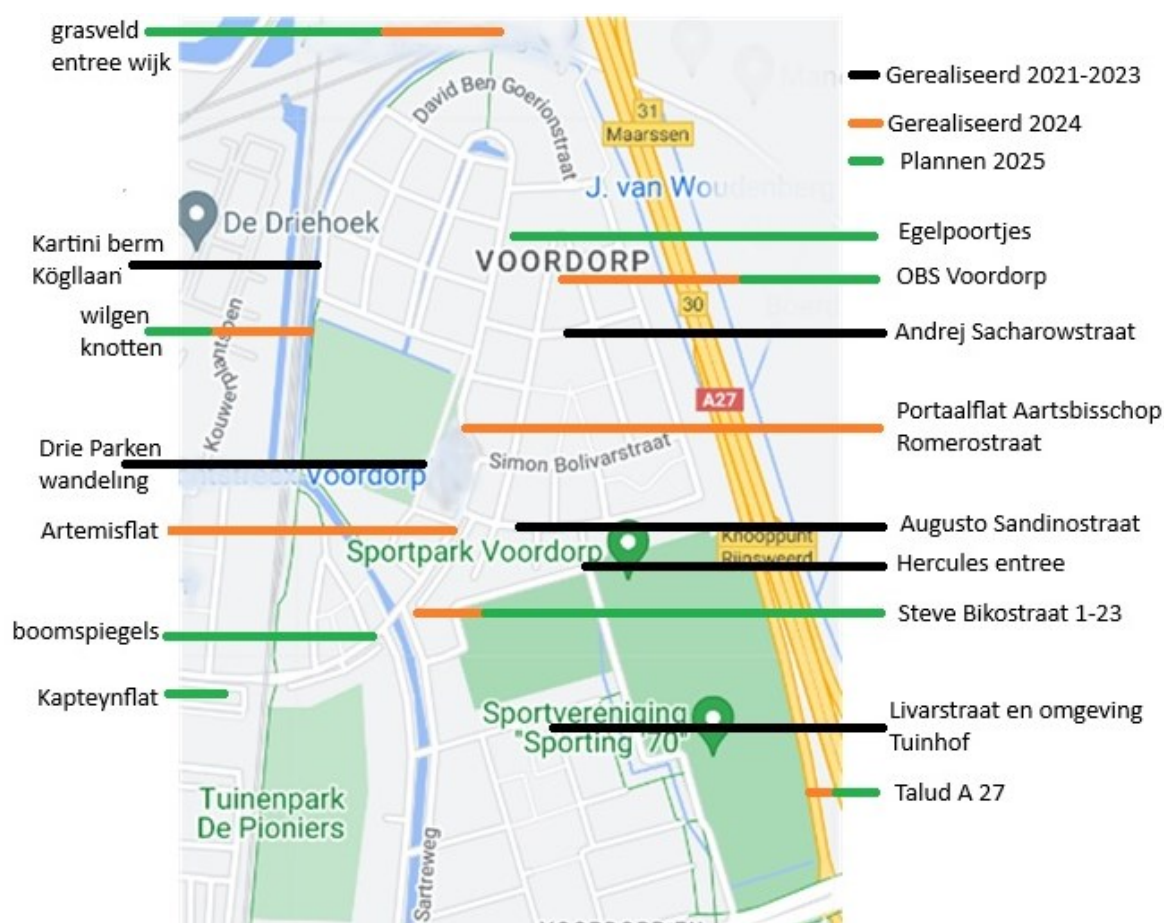 grasveld
entree wijk
Gerealiseerd 2021-2023
Gerealiseerd 2024
Plannen 2025
David Ben Goerionstraat
31
Maarssen
J. van Woudenberg
De Driehoek
Kartini berm
Kögllaan
Egelpoortjes
VOORDORP
OBS Voordorp
30
wilgen
knotten
Andrej Sacharowstraat
Kouwerplantsoen
A27
Portaalflat Aartsbisschop
Romerostraat
Drie Parken
wandeling
Simon Bolivarstraat
Voordorp
Artemisflat
Augusto Sandinostraat
Knooppunt
Rijnsweerd
Sportpark Voordorp
Hercules entree
Steve Bikostraat 1-23
boomspiegels
Kapteynflat
Sportvereniging
"Sporting '70"
Livarstraat en omgeving
Tuinhof
Talud A 27
Tuinenpark
De Pioniers
Sartreweg